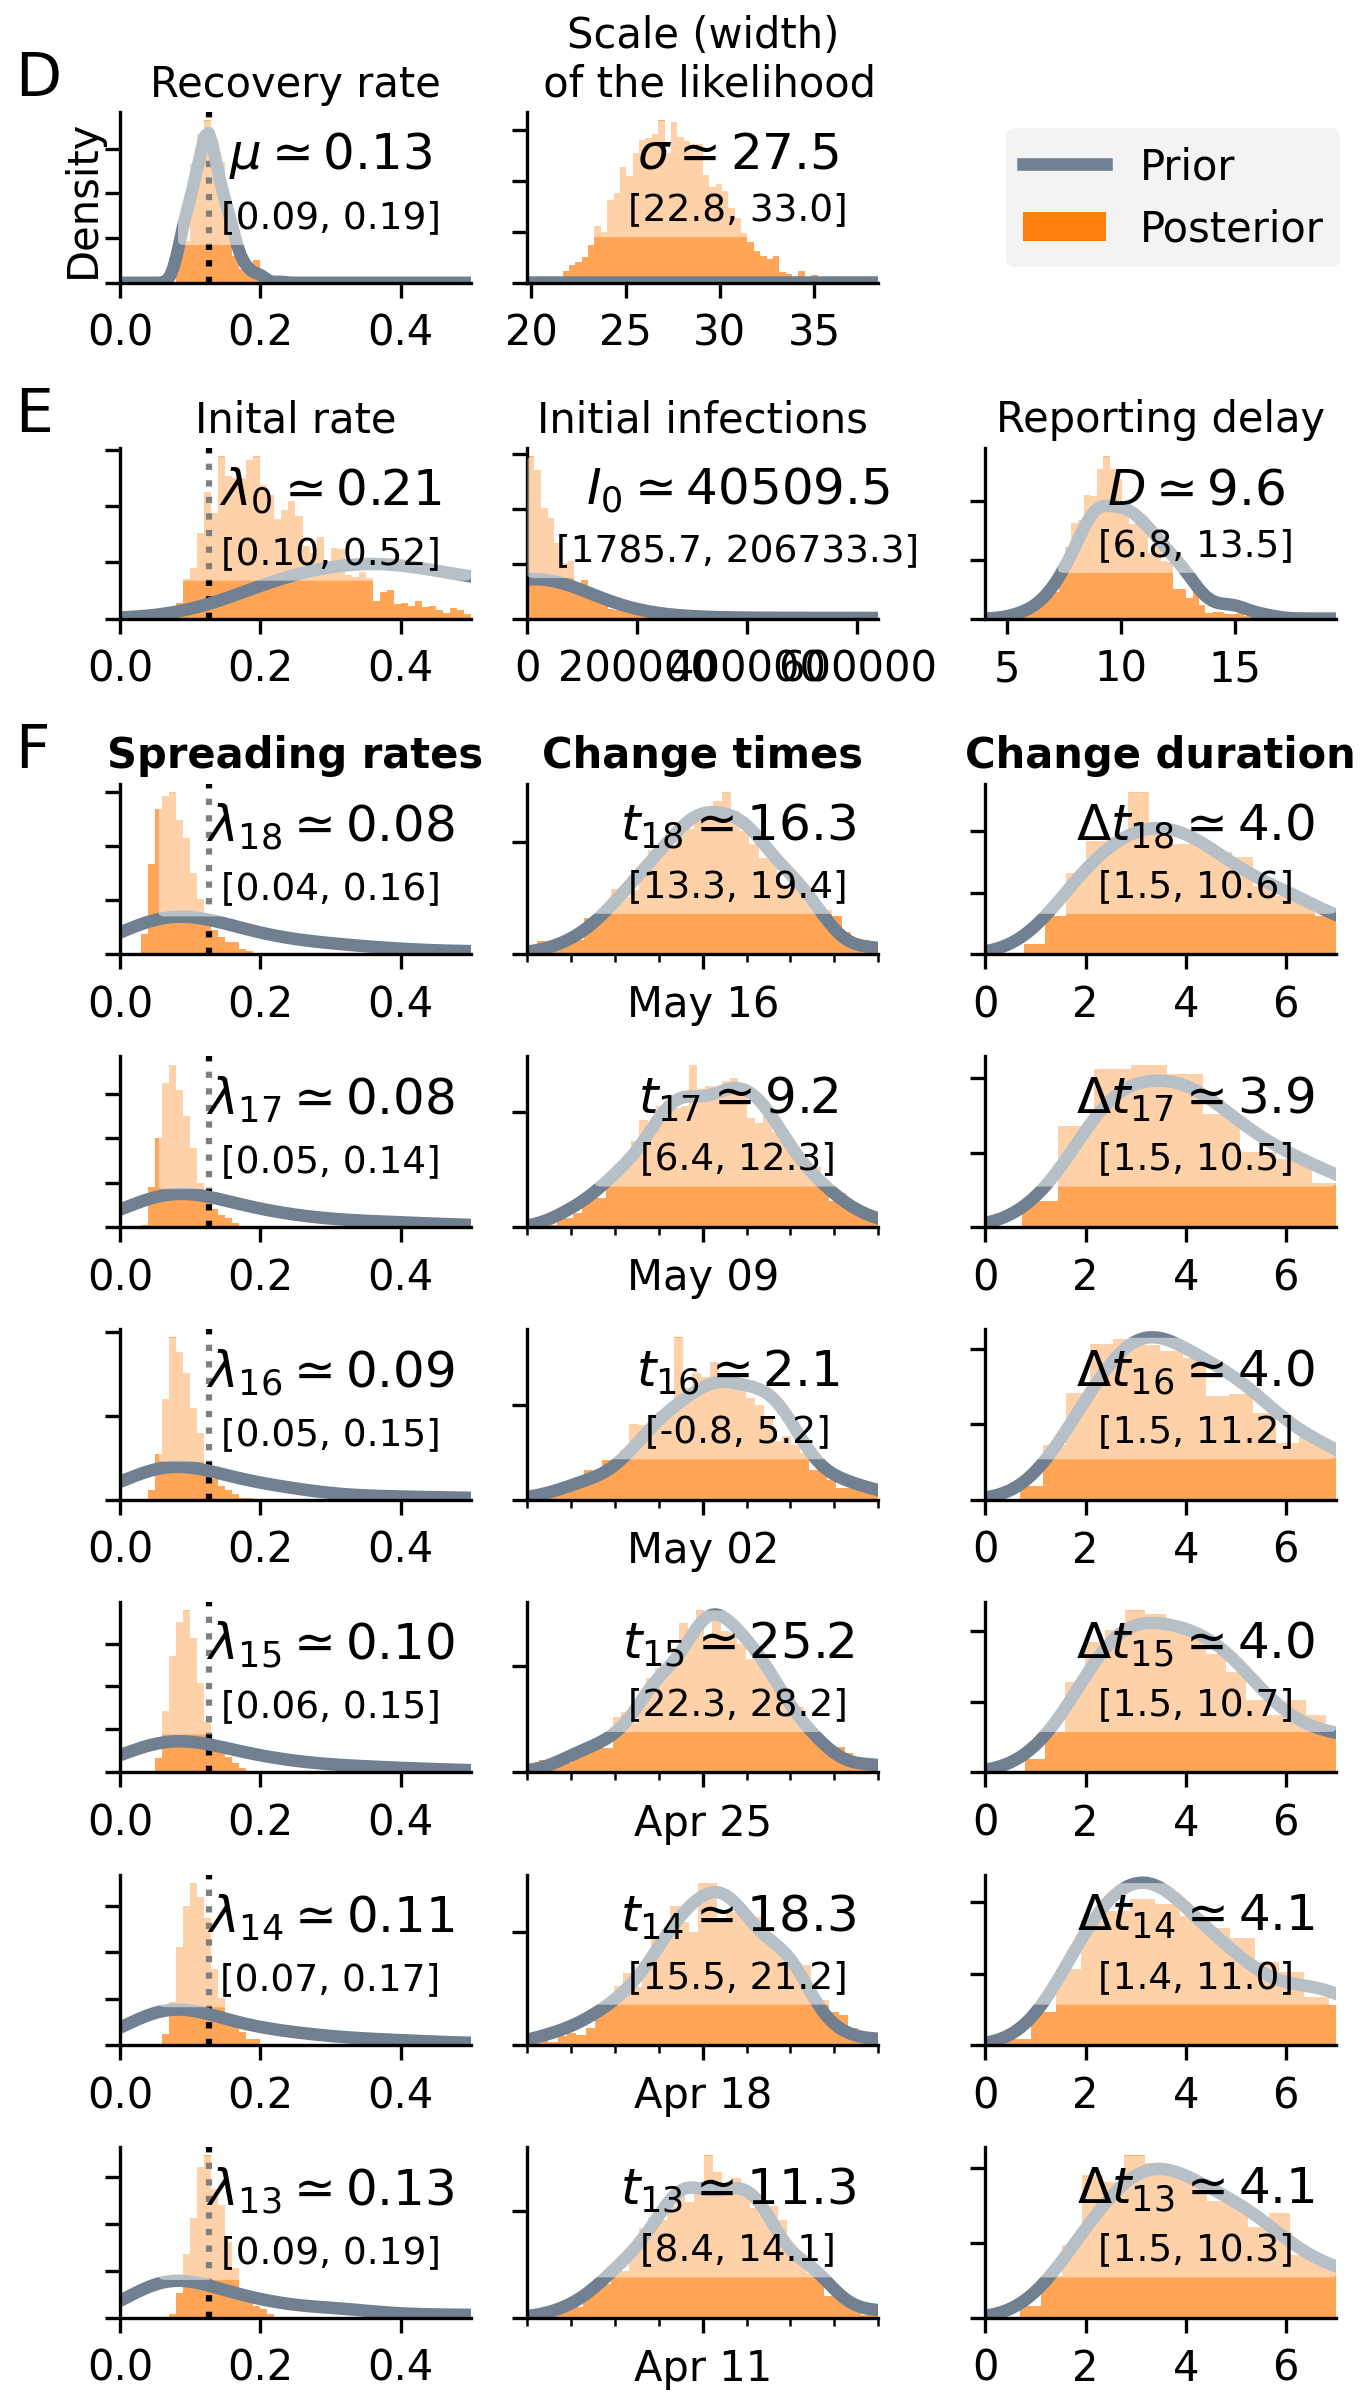 D
Recovery rate
Density
μ ≃ 0.13
[0.09, 0.19]
0.0 0.2 0.4
Scale (width)
of the likelihood
σ ≃ 27.5
[22.8, 33.0]
20 25 30 35
Prior
Posterior
E
Inital rate
λ0 ≃ 0.21
[0.10, 0.52]
0.0 0.2 0.4
Initial infections
I0 ≃ 40509.5
[1785.7, 206733.3]
0 200000 400000 600000
Reporting delay
D ≃ 9.6
[6.8, 13.5]
5 10 15
F
Spreading rates
Change times
Change duration
λ18 ≃ 0.08
[0.04, 0.16]
0.0 0.2 0.4
t18 ≃ 16.3
[13.3, 19.4]
May 16
Δt18 ≃ 4.0
[1.5, 10.6]
0 2 4 6
λ17 ≃ 0.08
[0.05, 0.14]
0.0 0.2 0.4
t17 ≃ 9.2
[6.4, 12.3]
May 09
Δt17 ≃ 3.9
[1.5, 10.5]
0 2 4 6
λ16 ≃ 0.09
[0.05, 0.15]
0.0 0.2 0.4
t16 ≃ 2.1
[-0.8, 5.2]
May 02
Δt16 ≃ 4.0
[1.5, 11.2]
0 2 4 6
λ15 ≃ 0.10
[0.06, 0.15]
0.0 0.2 0.4
t15 ≃ 25.2
[22.3, 28.2]
Apr 25
Δt15 ≃ 4.0
[1.5, 10.7]
0 2 4 6
λ14 ≃ 0.11
[0.07, 0.17]
0.0 0.2 0.4
t14 ≃ 18.3
[15.5, 21.2]
Apr 18
Δt14 ≃ 4.1
[1.4, 11.0]
0 2 4 6
λ13 ≃ 0.13
[0.09, 0.19]
0.0 0.2 0.4
t13 ≃ 11.3
[8.4, 14.1]
Apr 11
Δt13 ≃ 4.1
[1.5, 10.3]
0 2 4 6